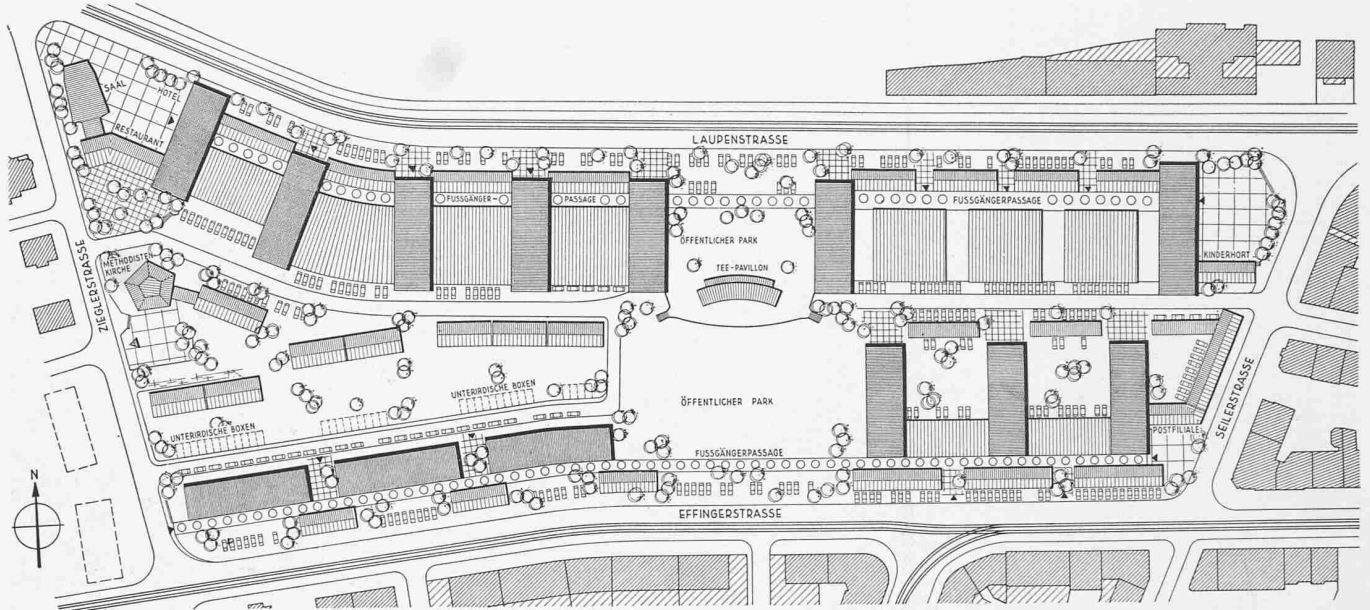 SAAL
HOTEL
RESTAURANT
LAUPENSTRASSE
FUSSGÄNGER-
PASSAGE
FUSSGÄNGERPASSAGE
ÖFFENTLICHER PARK
TEE-PAVILLON
KINDERHORT
ZIEGLERSTRASSE
METHODISTEN
KIRCHE
UNTERIRDISCHE BOXEN
UNTERIRDISCHE BOXEN
ÖFFENTLICHER PARK
POSTFILIALE
SEILERSTRASSE
FUSSGÄNGERPASSAGE
EFFINGERSTRASSE
N